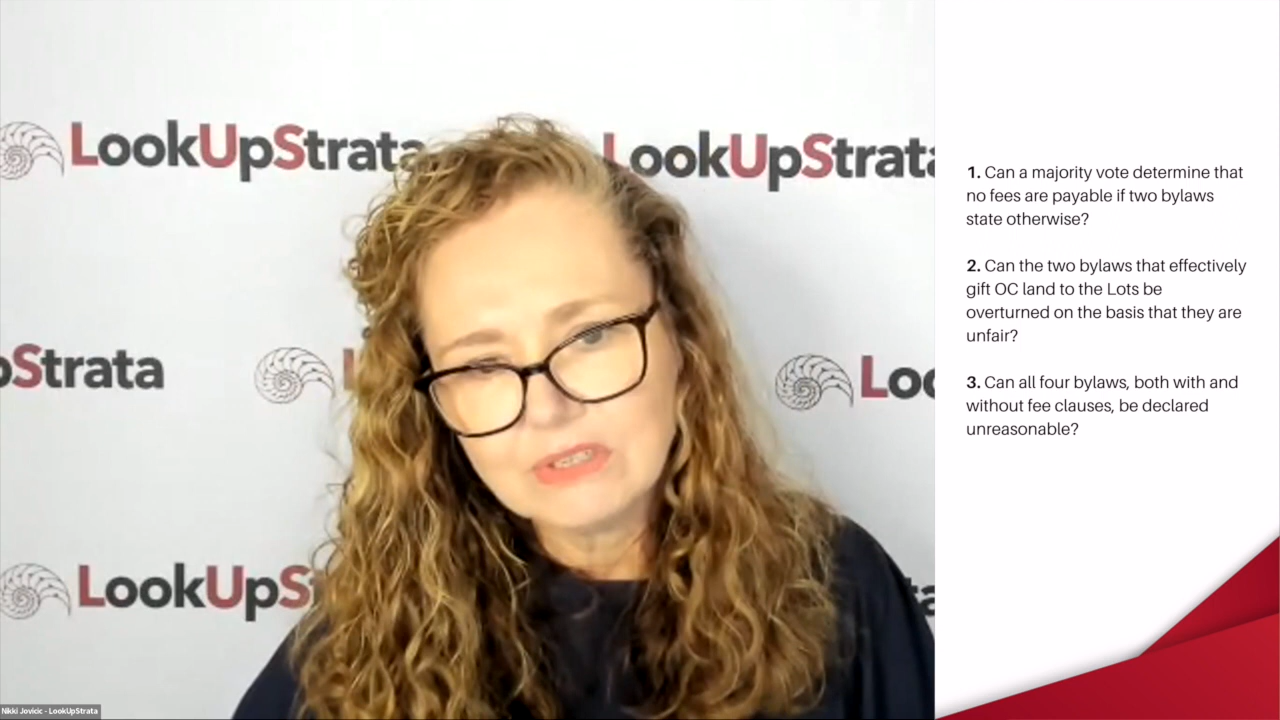 LookUpStrata
LookUpStrata
1. Can a majority vote determine that
no fees are payable if two bylaws
state otherwise?
2. Can the two bylaws that effectively
gift OC land to the Lots be
overturned on the basis that they are
unfair?
3. Can all four bylaws, both with and
without fee clauses, be declared
unreasonable?
pStrata
L
Loo
LookUpSt
ta
Nikki Jovicic - LookUpStrata